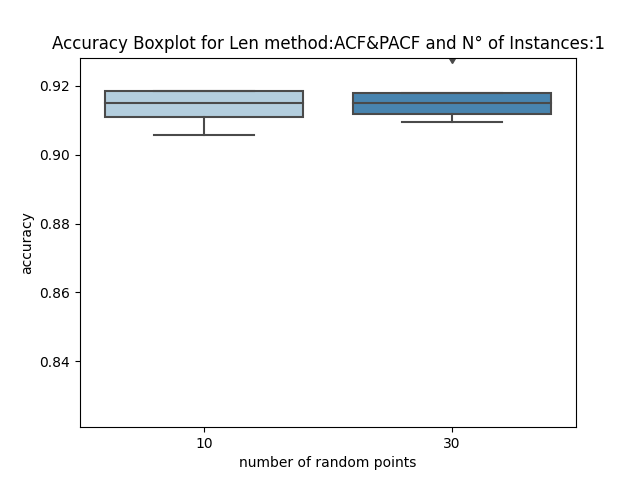 Accuracy Boxplot for Len method:ACF&PACF and N° of Instances:1
0.92
0.90
0.88
0.86
0.84
accuracy
10
30
number of random points